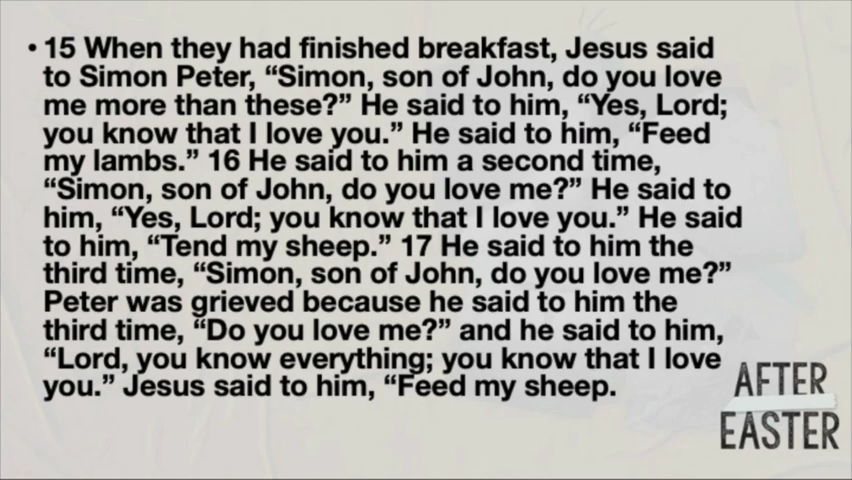 • 15 When they had finished breakfast, Jesus said
to Simon Peter, “Simon, son of John, do you love
me more than these?” He said to him, “Yes, Lord;
you know that I love you.” He said to him, “Feed
my lambs.” 16 He said to him a second time,
“Simon, son of John, do you love me?” He said to
him, “Yes, Lord; you know that I love you.” He said
to him, “Tend my sheep.” 17 He said to him the
third time, “Simon, son of John, do you love me?”
Peter was grieved because he said to him the
third time, “Do you love me?” and he said to him,
“Lord, you know everything; you know that I love
you.” Jesus said to him, “Feed my sheep.
AFTER
EASTER